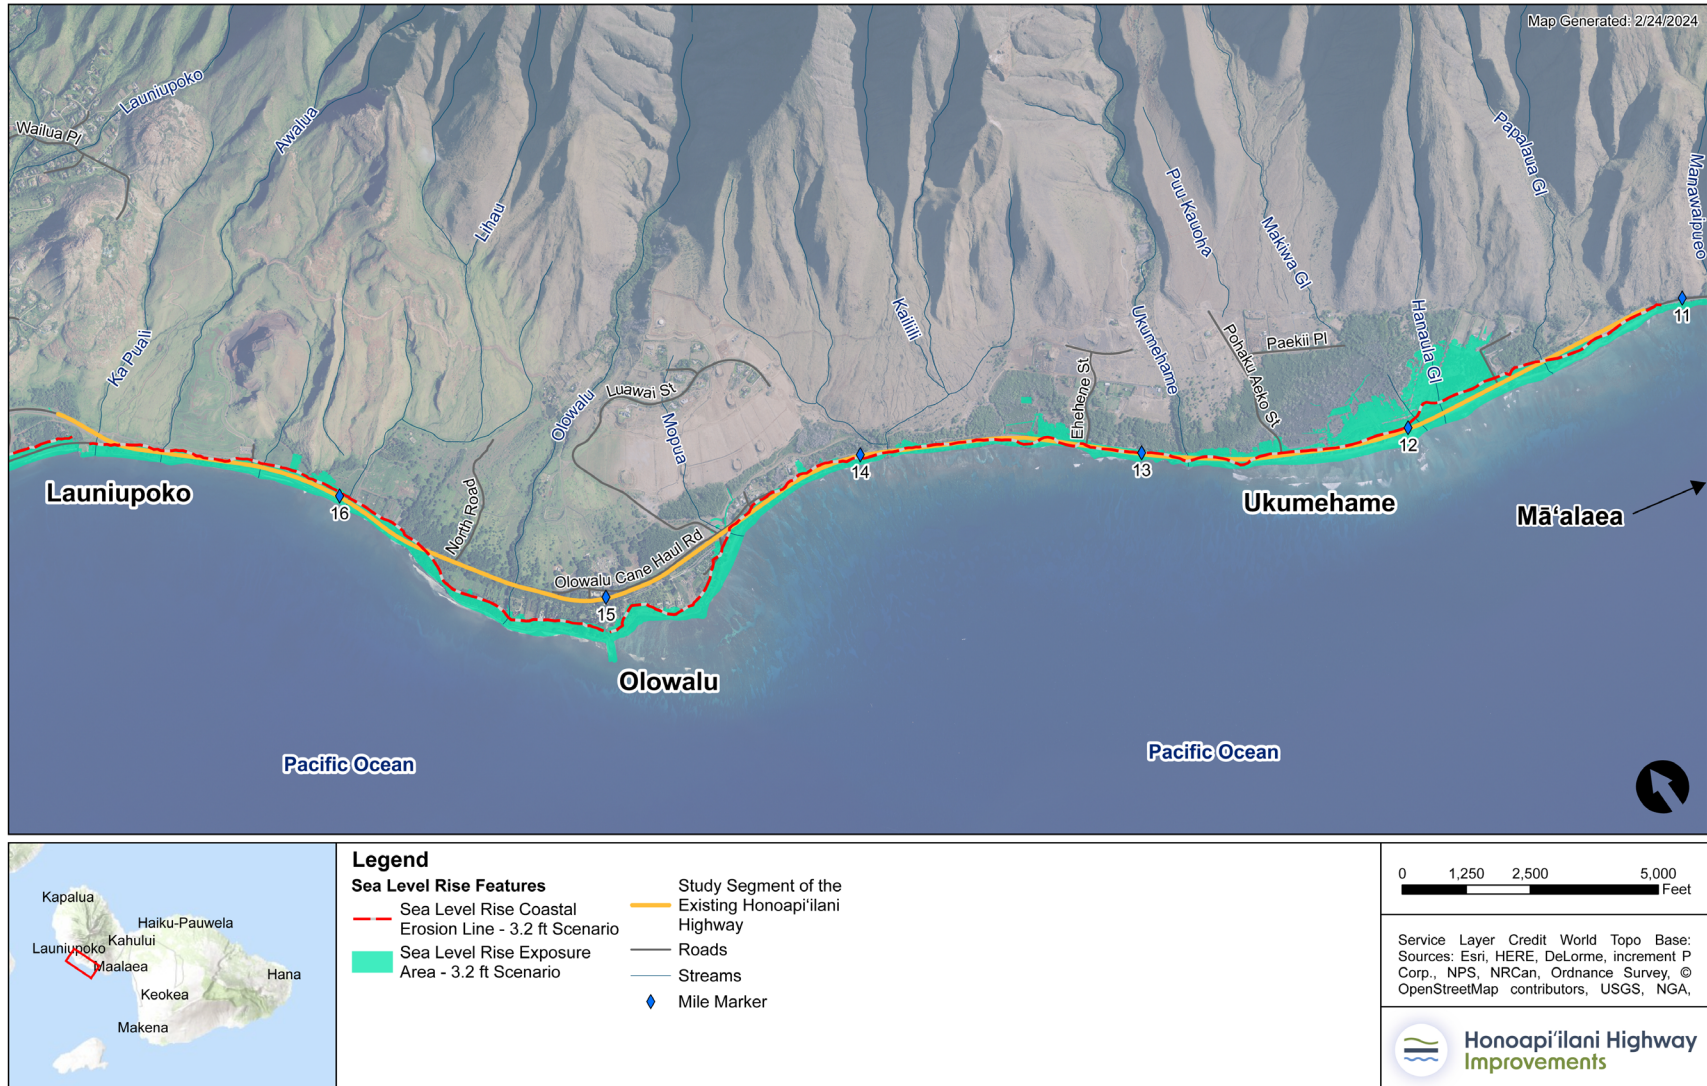 Map Generated: 2/24/2024
Launiupoko
Wailua Pl
Awalua
Lihau
Ka Puali
Olowalu
Luawai St
Mopua
North Road
Olowalu Cane Haul Rd
Kailiili
Puu Kauoha
Makiwa Gl
Papalaua Gl
Manawaipueo
Ukumehame
Ehehene St
Pohaku Aeko St
Paekii Pl
Hanaula Gl
11
12
13
14
15
16
Launiupoko
Olowalu
Ukumehame
Māʻalaea
Pacific Ocean
Pacific Ocean
Kapalua
Haiku-Pauwela
Kahului
Launiupoko
Maalaea
Hana
Keokea
Makena
Legend
Sea Level Rise Features
Sea Level Rise Coastal
Erosion Line - 3.2 ft Scenario
Sea Level Rise Exposure
Area - 3.2 ft Scenario
Study Segment of the
Existing Honoapiʻilani
Highway
Roads
Streams
Mile Marker
0 1,250 2,500 5,000
Feet
Service Layer Credit World Topo Base:
Sources: Esri, HERE, DeLorme, increment P
Corp., NPS, NRCan, Ordnance Survey, ©
OpenStreetMap contributors, USGS, NGA,
Honoapiʻilani Highway
Improvements